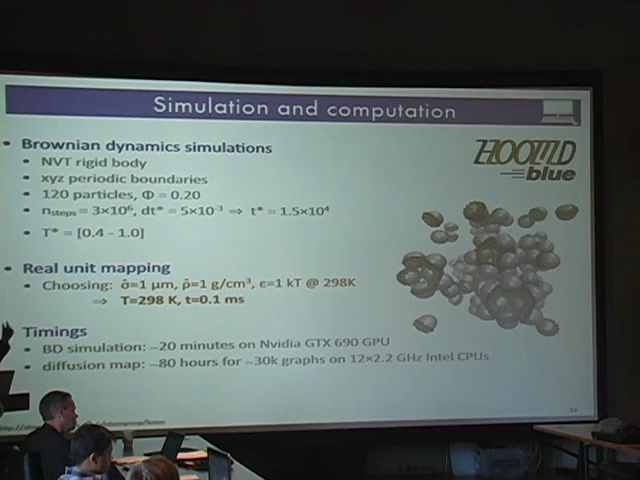 Simulation and computation
HOOMD
blue
• Brownian dynamics simulations
• NVT rigid body
• xyz periodic boundaries
• 120 particles, Φ = 0.20
• nsteps = 3×10⁶, dt* = 5×10⁻³ ⇒ t* = 1.5×10⁴
• T* = [0.4 - 1.0]
• Real unit mapping
• Choosing: σ̂=1 μm, ρ̂=1 g/cm³, ε=1 kT @ 298K
⇒ T=298 K, t=0.1 ms
Timings
• BD simulation: ~20 minutes on Nvidia GTX 690 GPU
• diffusion map: ~80 hours for ~30k graphs on 12×2.2 GHz Intel CPUs